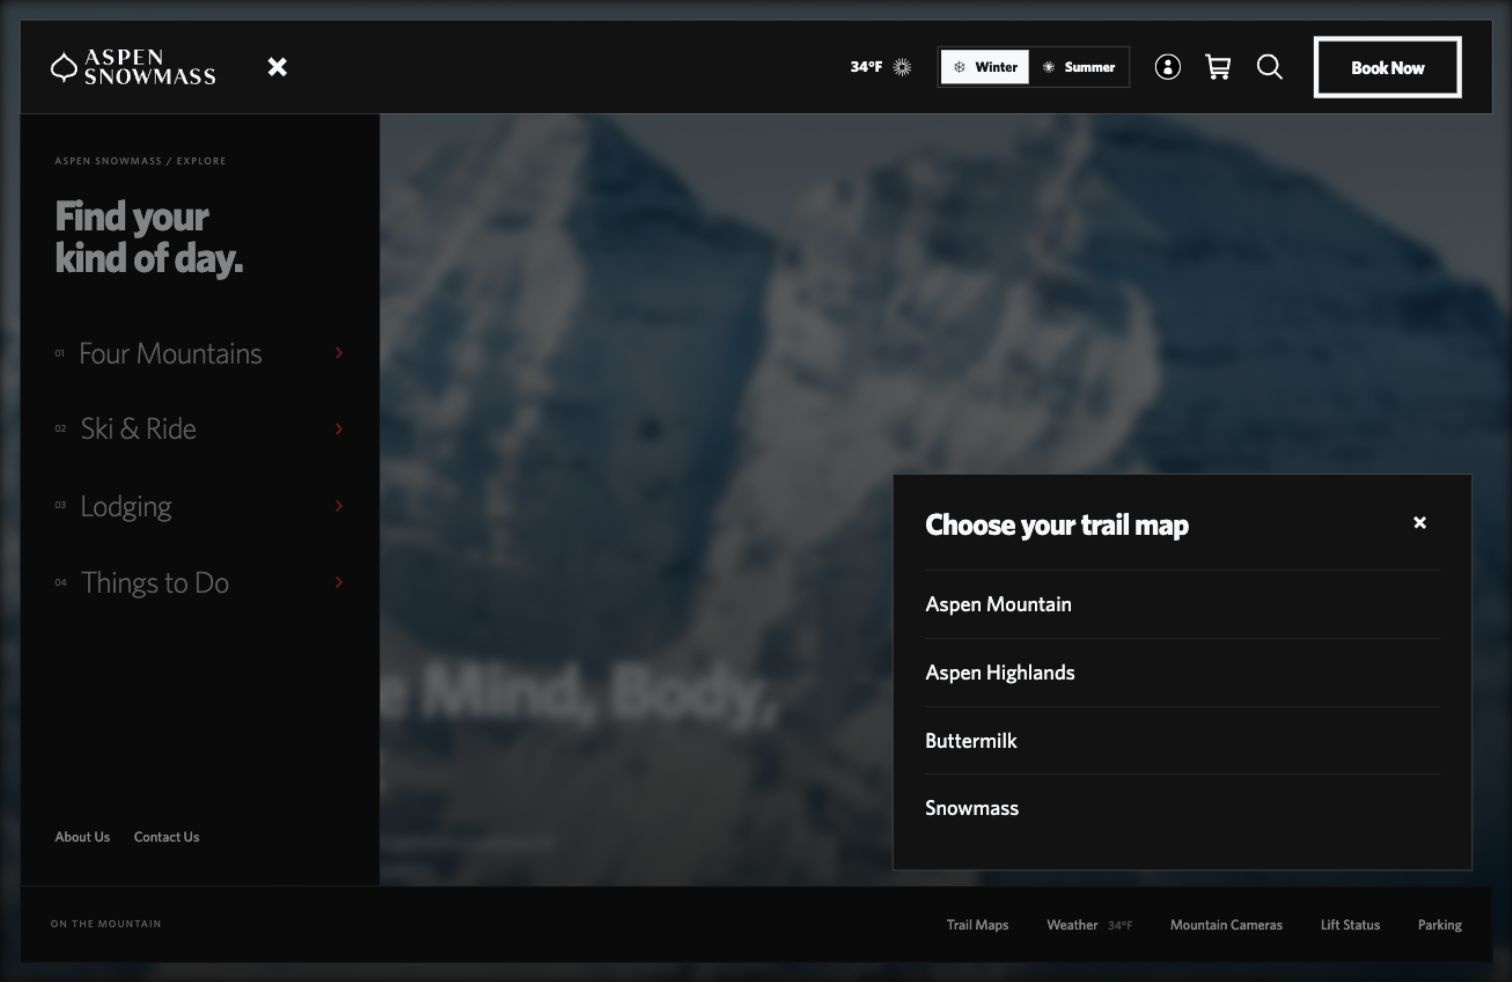 ASPEN
SNOWMASS
34°F
Winter
Summer
Book Now
ASPEN SNOWMASS / EXPLORE
Find your
kind of day.
01 Four Mountains
02 Ski & Ride
03 Lodging
04 Things to Do
About Us
Contact Us
e Mind, Body,
Choose your trail map
Aspen Mountain
Aspen Highlands
Buttermilk
Snowmass
ON THE MOUNTAIN
Trail Maps
Weather 34°F
Mountain Cameras
Lift Status
Parking